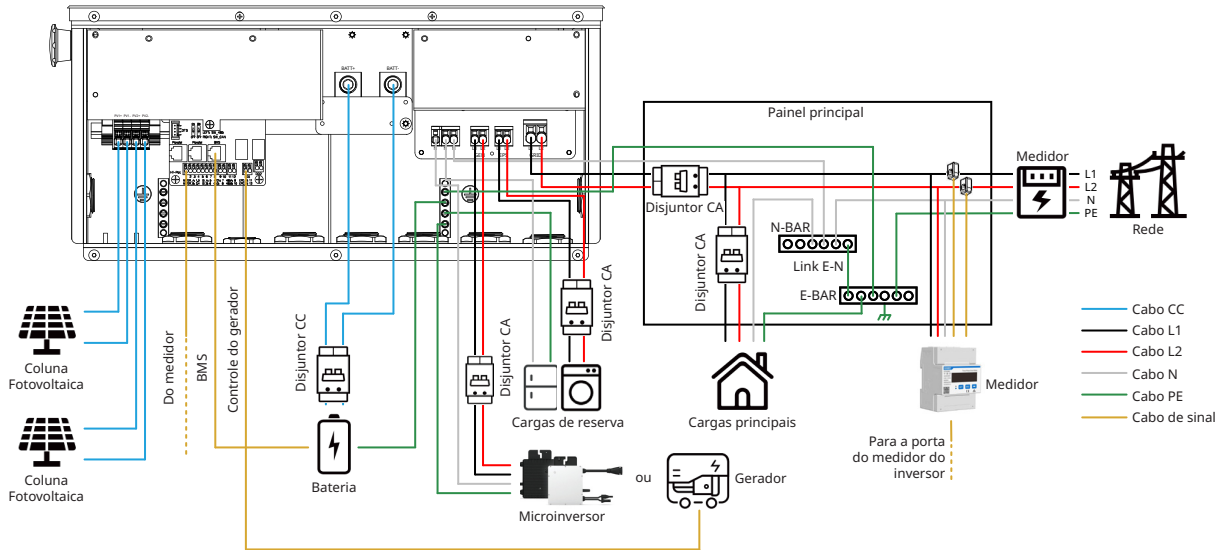 BATT+
BATT-
Painel principal
Medidor
L1
L2
N
PE
Rede
Disjuntor CA
N-BAR
Link E-N
E-BAR
Disjuntor CA
Coluna
Fotovoltaica
Coluna
Fotovoltaica
Do medidor
BMS
Controle do gerador
Disjuntor CC
Bateria
Disjuntor CA
Disjuntor CA
Cargas de reserva
Microinversor
ou
Gerador
Cargas principais
Medidor
Para a porta
do medidor do
inversor
Cabo CC
Cabo L1
Cabo L2
Cabo N
Cabo PE
Cabo de sinal